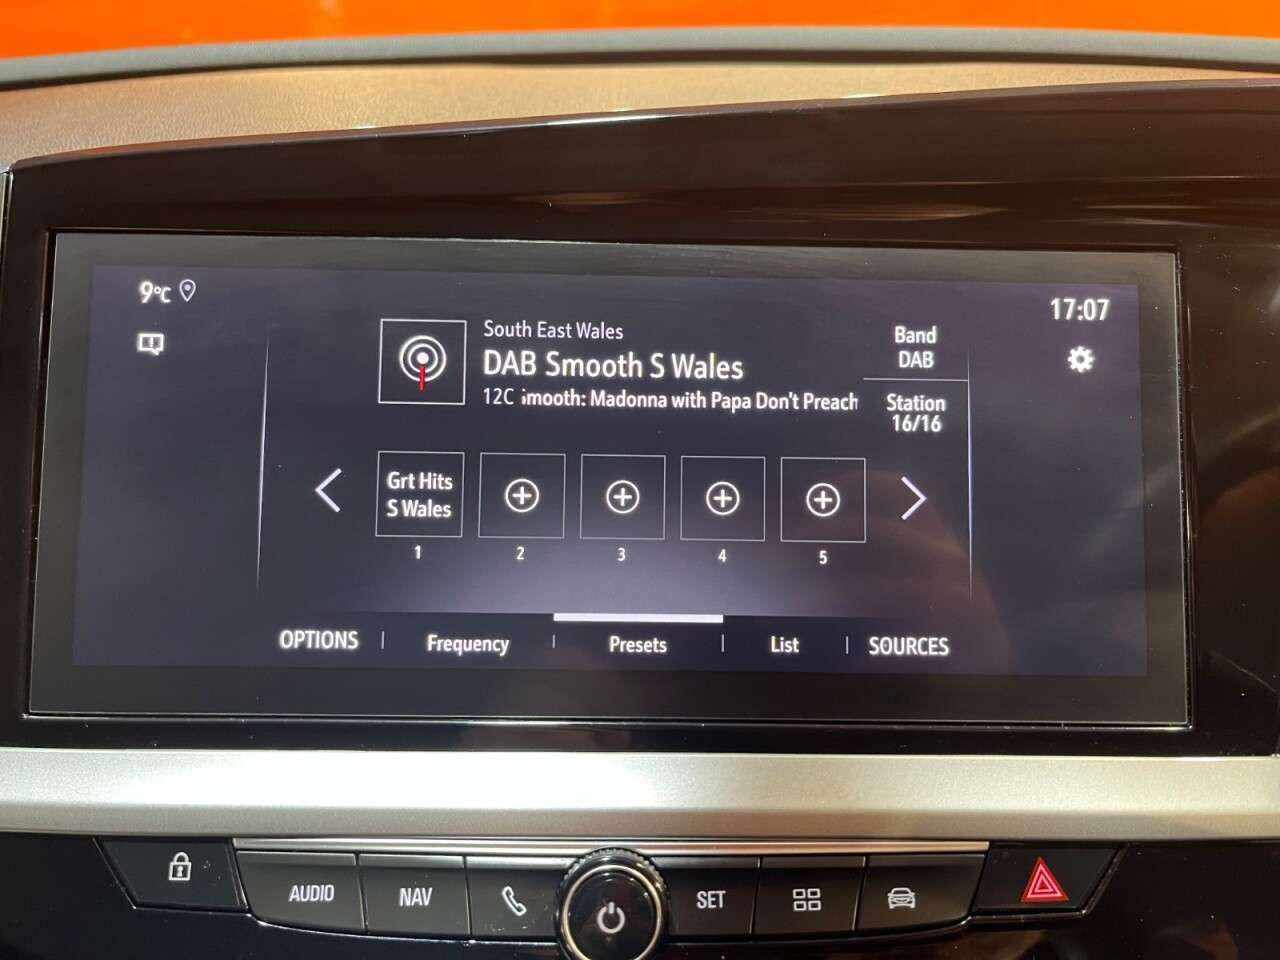 9°C
17:07
South East Wales
DAB Smooth S Wales
12C imooth: Madonna with Papa Don't Preach
Band
DAB
Station
16/16
Grt Hits
S Wales
1
2
3
4
5
OPTIONS
Frequency
Presets
List
SOURCES
AUDIO
NAV
SET